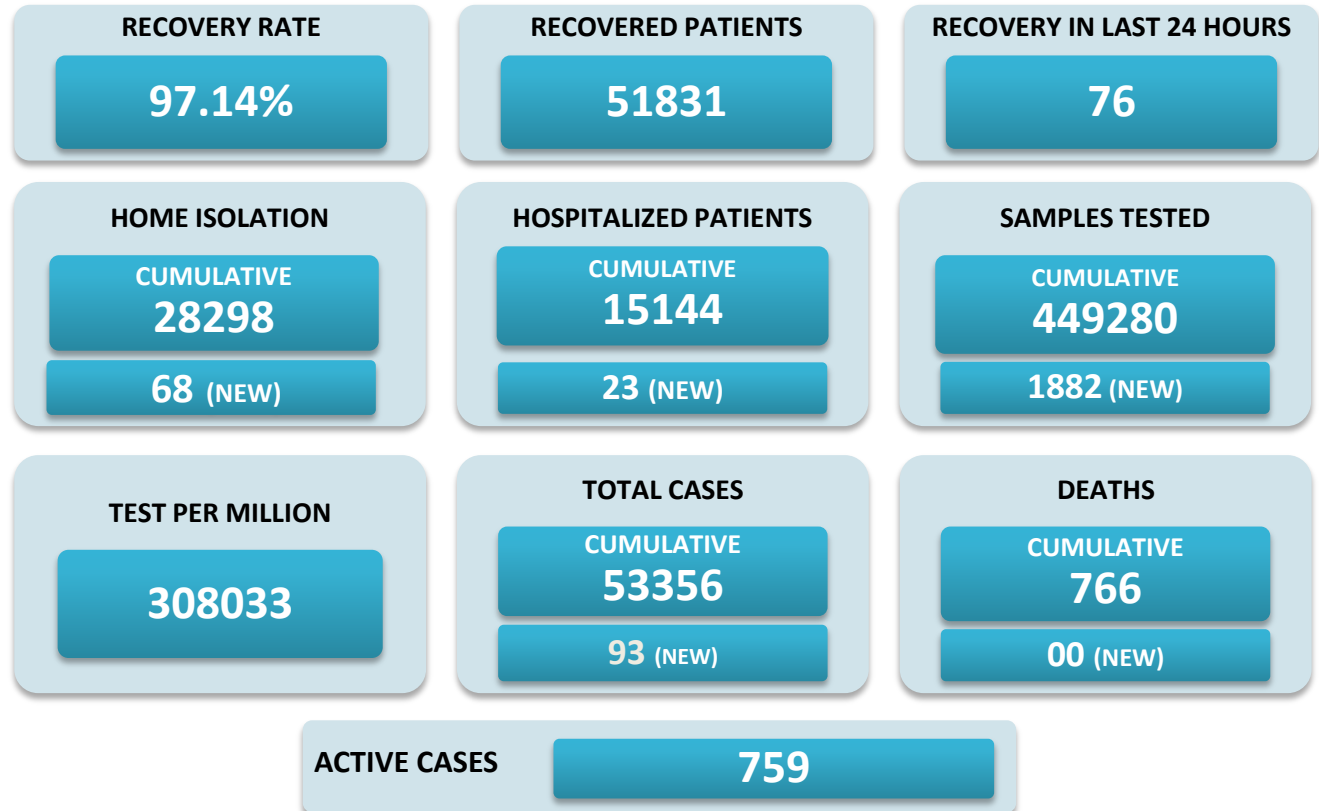 RECOVERY RATE
97.14%
RECOVERED PATIENTS
51831
RECOVERY IN LAST 24 HOURS
76
HOME ISOLATION
CUMULATIVE
28298
68 (NEW)
HOSPITALIZED PATIENTS
CUMULATIVE
15144
23 (NEW)
SAMPLES TESTED
CUMULATIVE
449280
1882 (NEW)
TEST PER MILLION
308033
TOTAL CASES
CUMULATIVE
53356
93 (NEW)
DEATHS
CUMULATIVE
766
00 (NEW)
ACTIVE CASES
759